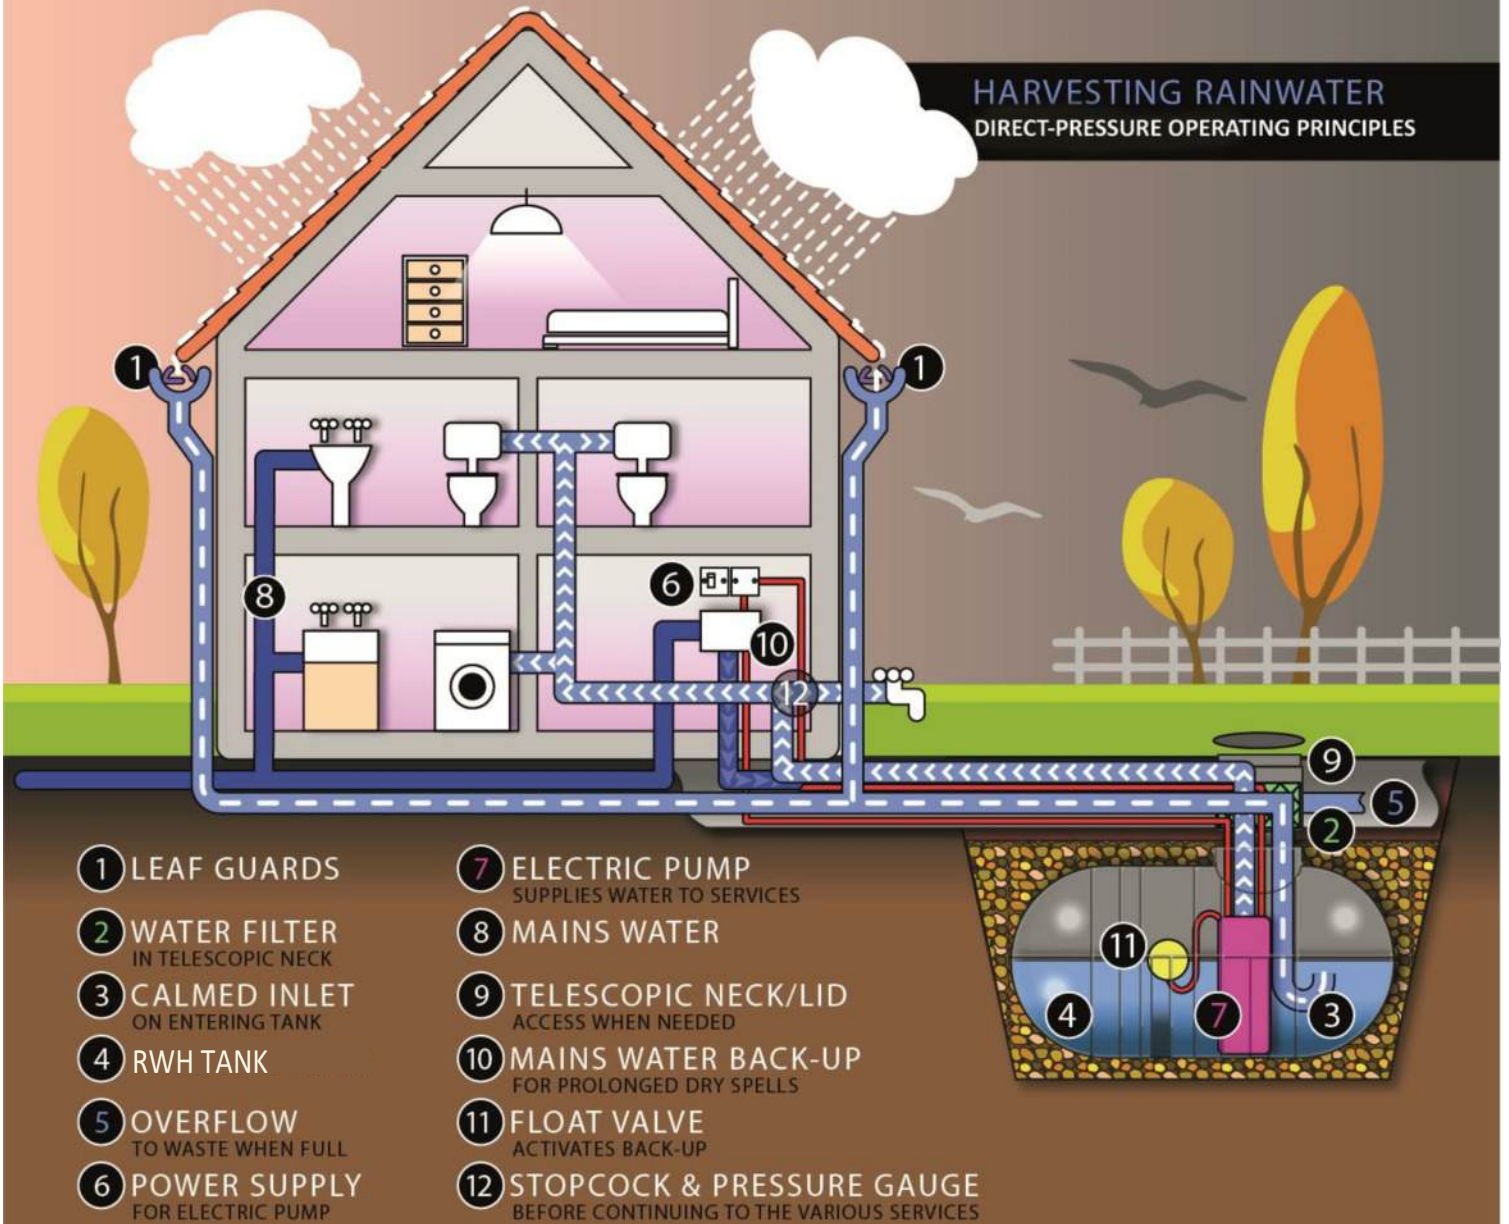 HARVESTING RAINWATER
DIRECT-PRESSURE OPERATING PRINCIPLES
1
1
8
6
10
12
9
5
2
11
4
7
3
1 LEAF GUARDS
2 WATER FILTER
IN TELESCOPIC NECK
3 CALMED INLET
ON ENTERING TANK
4 RWH TANK
5 OVERFLOW
TO WASTE WHEN FULL
6 POWER SUPPLY
FOR ELECTRIC PUMP
7 ELECTRIC PUMP
SUPPLIES WATER TO SERVICES
8 MAINS WATER
9 TELESCOPIC NECK/LID
ACCESS WHEN NEEDED
10 MAINS WATER BACK-UP
FOR PROLONGED DRY SPELLS
11 FLOAT VALVE
ACTIVATES BACK-UP
12 STOPCOCK & PRESSURE GAUGE
BEFORE CONTINUING TO THE VARIOUS SERVICES